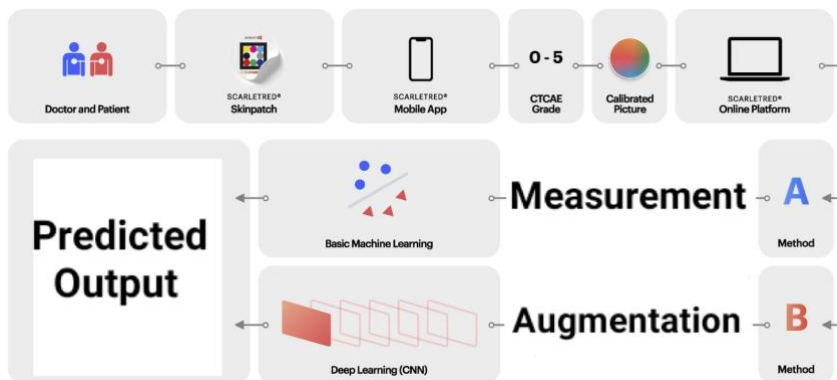 0 - 5
Doctor and Patient
SCARLETRED®
Skinpatch
SCARLETRED®
Mobile App
CTCAE
Grade
Calibrated
Picture
SCARLETRED®
Online Platform
Predicted
Output
Basic Machine Learning
Measurement
A
Method
Deep Learning (CNN)
Augmentation
B
Method